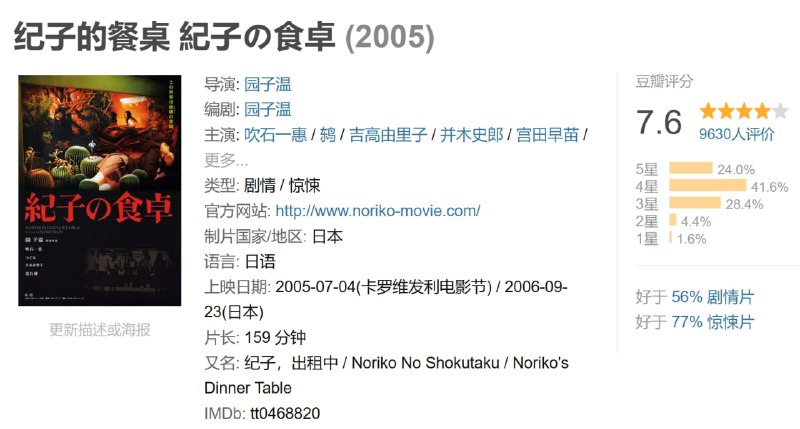 纪子的餐桌 紀子の食卓 (2005)
紀子の食卓
园 子温
导演: 园子温
编剧: 园子温
主演: 吹石一惠 / 鸫 / 吉高由里子 / 并木史郎 / 宫田早苗 /
更多...
类型: 剧情 / 惊悚
官方网站: http://www.noriko-movie.com/
制片国家/地区: 日本
语言: 日语
上映日期: 2005-07-04(卡罗维发利电影节) / 2006-09-
23(日本)
片长: 159 分钟
又名: 纪子，出租中 / Noriko No Shokutaku / Noriko's
Dinner Table
IMDb: tt0468820
更新描述或海报
豆瓣评分
7.6
9630人评价
5星 24.0%
4星 41.6%
3星 28.4%
2星 4.4%
1星 1.6%
好于 56% 剧情片
好于 77% 惊悚片